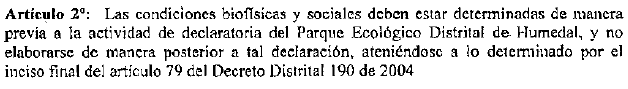 Artículo 2º: Las condiciones biofísicas y sociales deben estar determinadas de manera
previa a la actividad de declaratoria del Parque Ecológico Distrital de Humedal, y no
elaborarse de manera posterior a tal declaración, ateniéndose a lo determinado por el
inciso final del artículo 79 del Decreto Distrital 190 de 2004